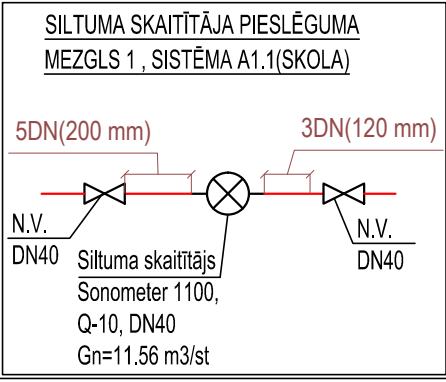 SILTUMA SKAITĪTĀJA PIESLĒGUMA
MEZGLS 1 , SISTĒMA A1.1(SKOLA)
5DN(200 mm)
3DN(120 mm)
N.V.
DN40
Siltuma skaitītājs
Sonometer 1100,
Q-10, DN40
Gn=11.56 m3/st
N.V.
DN40